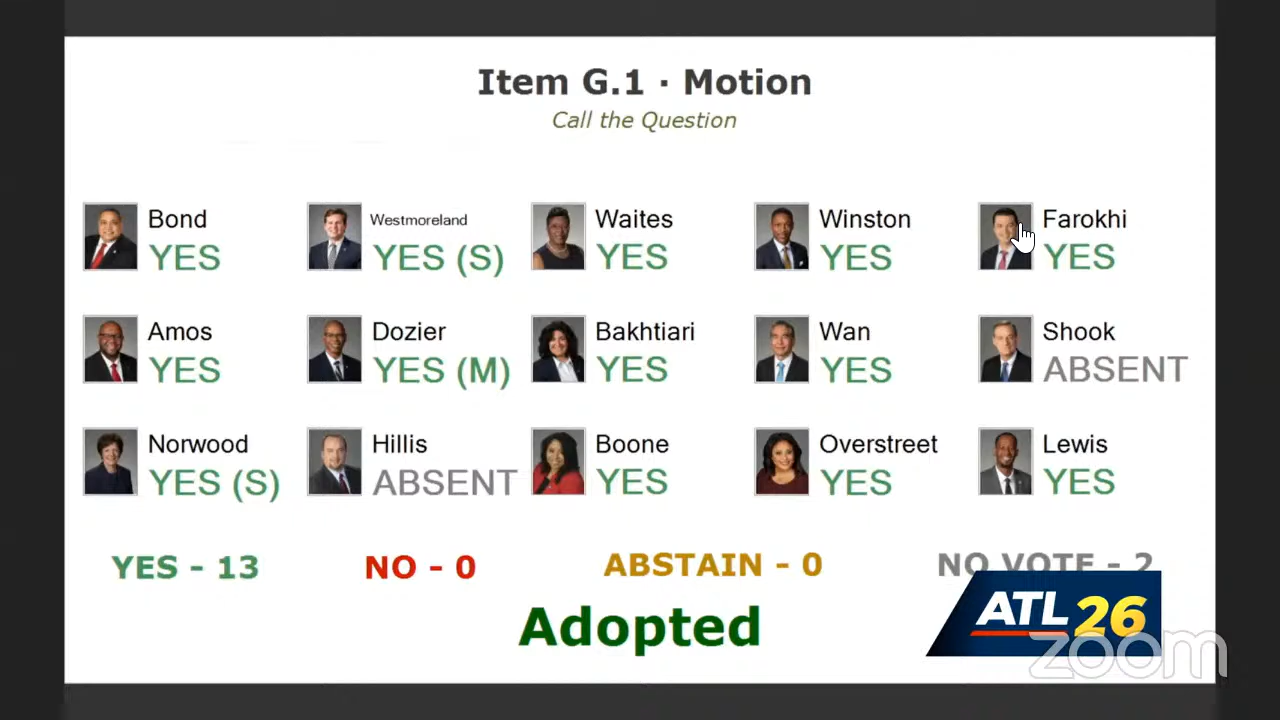 Item G.1 · Motion
Call the Question
Bond
YES
Westmoreland
YES (S)
Waites
YES
Winston
YES
Farokhi
YES
Amos
YES
Dozier
YES (M)
Bakhtiari
YES
Wan
YES
Shook
ABSENT
Norwood
YES (S)
Hillis
ABSENT
Boone
YES
Overstreet
YES
Lewis
YES
YES - 13
NO - 0
ABSTAIN - 0
NO VOTE - 2
Adopted
ATL 26
zoom